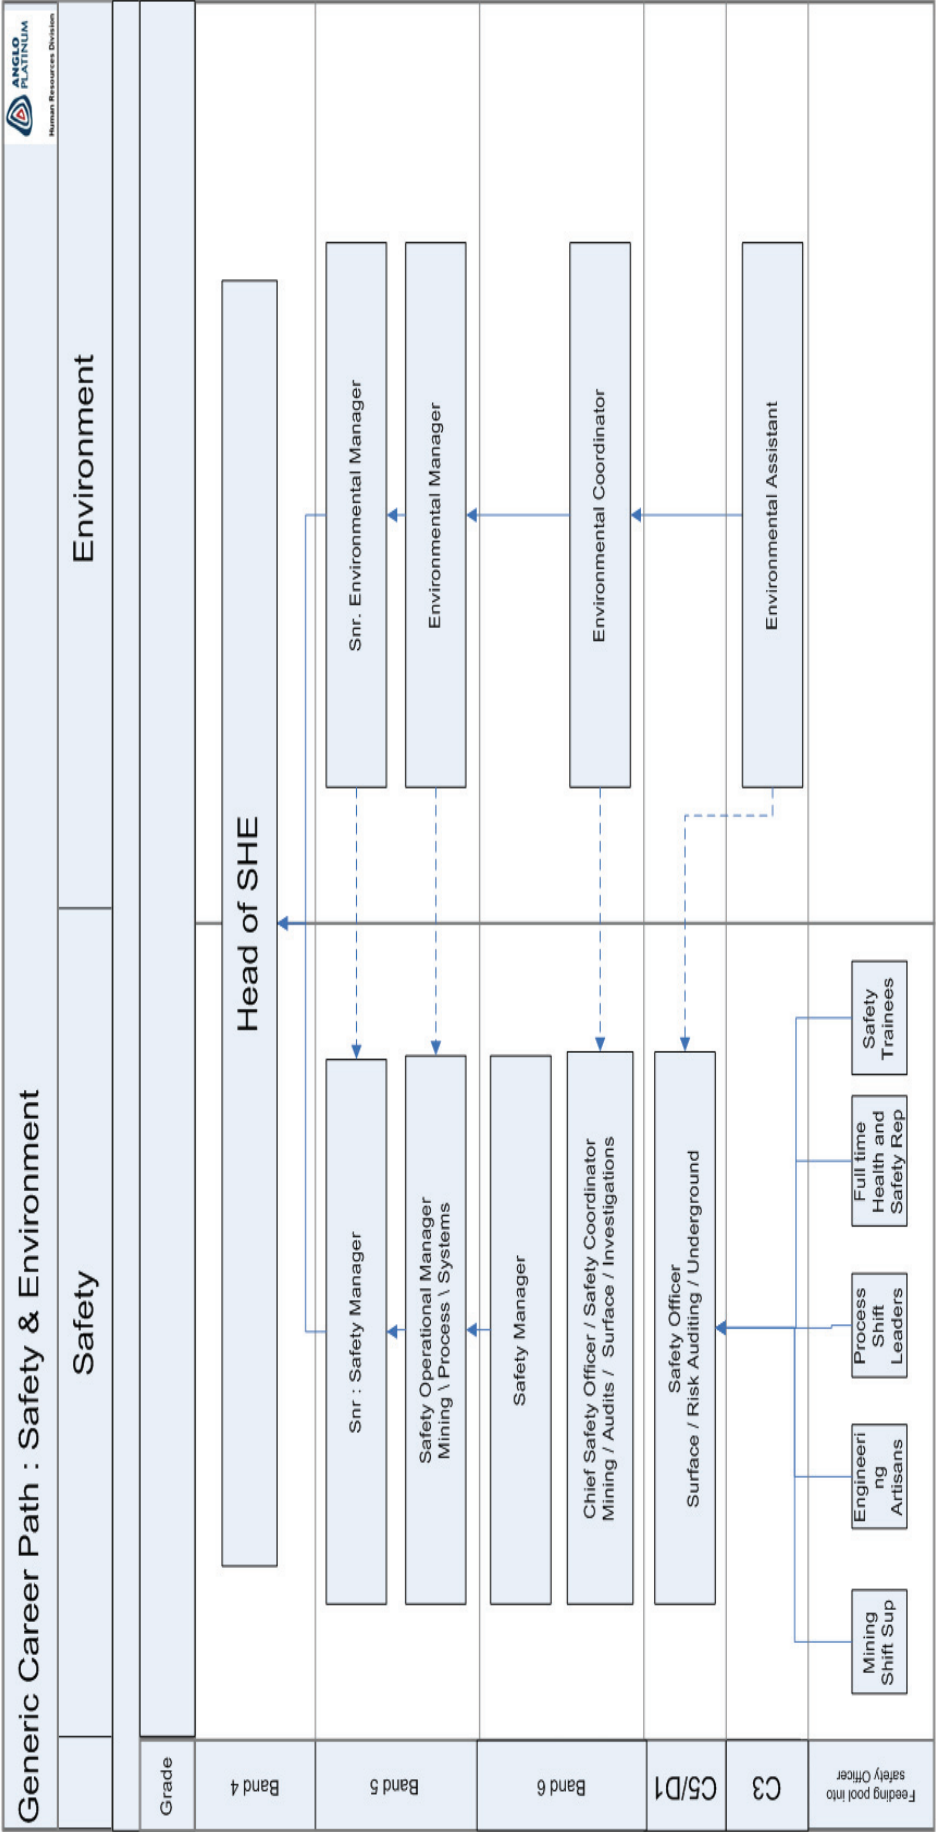 Generic Career Path : Safety & Environment
ANGLO
PLATINUM
Human Resources Division
Safety
Environment
Grade
Band 4
Head of SHE
Band 5
Snr : Safety Manager
Snr. Environmental Manager
Safety Operational Manager
Mining \ Process \ Systems
Environmental Manager
Band 6
Safety Manager
Chief Safety Officer / Safety Coordinator
Mining / Audits / Surface / Investigations
Environmental Coordinator
C5/D1
Safety Officer
Surface / Risk Auditing / Underground
C3
Environmental Assistant
Feeding pool into
safety Officer
Mining
Shift Sup
Engineeri
ng
Artisans
Process
Shift
Leaders
Full time
Health and
Safety Rep
Safety
Trainees